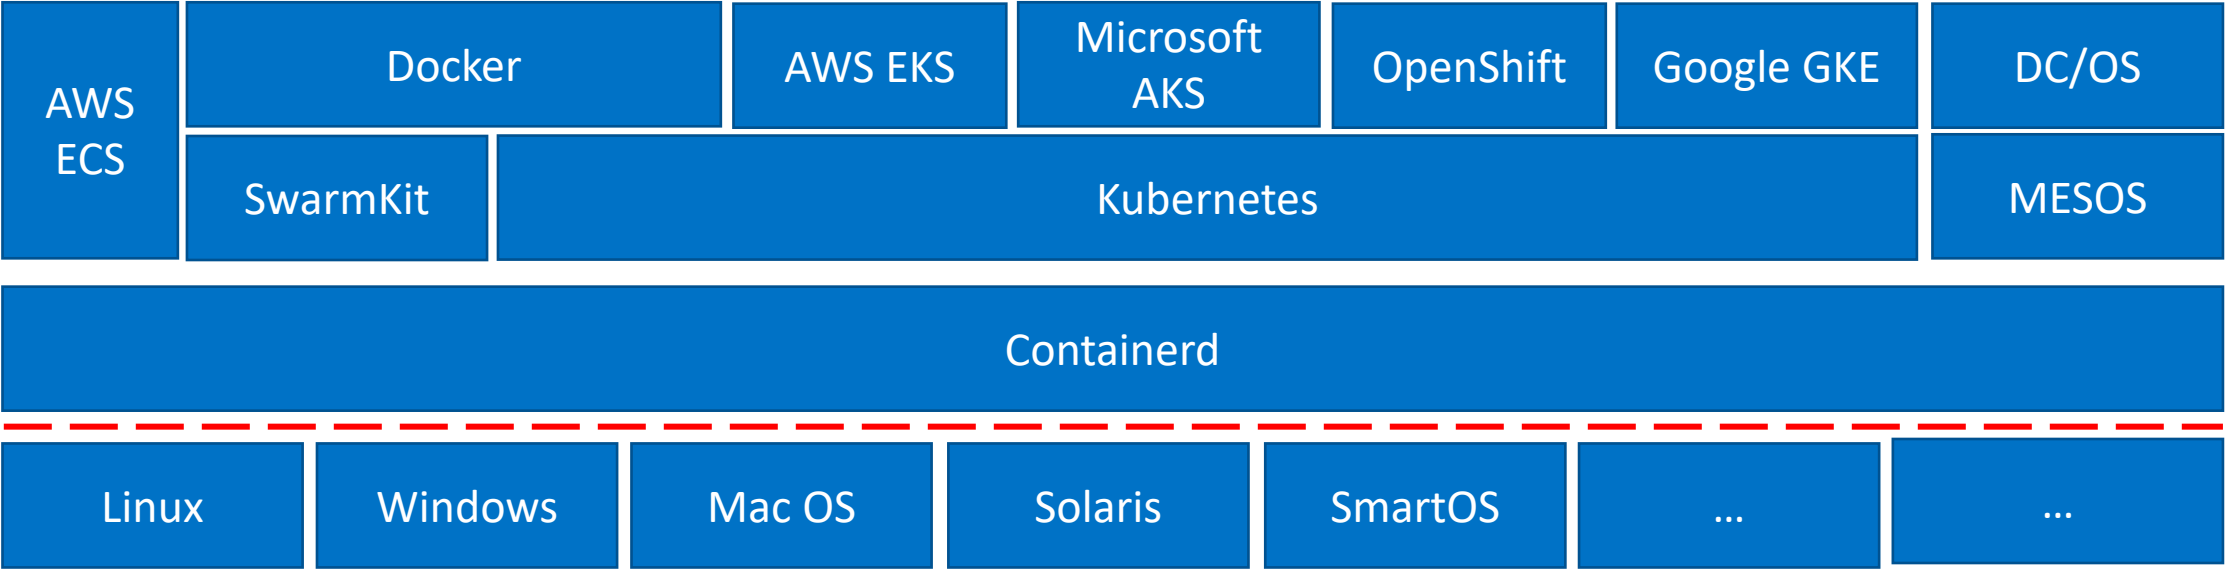 AWS
ECS
Docker
AWS EKS
Microsoft
AKS
OpenShift
Google GKE
DC/OS
SwarmKit
Kubernetes
MESOS
Containerd
Linux
Windows
Mac OS
Solaris
SmartOS
...
...